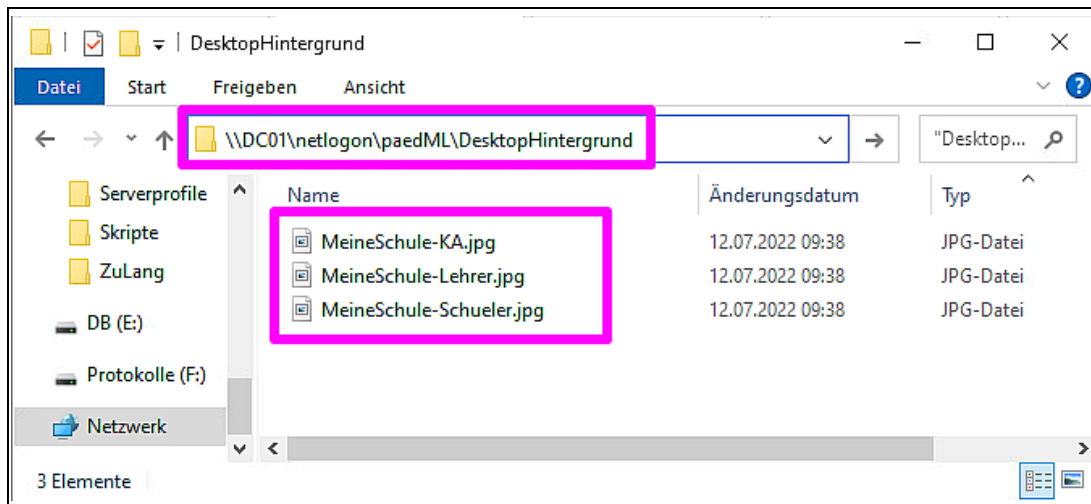 DesktopHintergrund
Datei Start Freigeben Ansicht
\\DC01\netlogon\paedML\DesktopHintergrund "Desktop...
Serverprofile
Skripte
ZuLang
DB (E:)
Protokolle (F:)
Netzwerk
Name Änderungsdatum Typ
MeineSchule-KA.jpg 12.07.2022 09:38 JPG-Datei
MeineSchule-Lehrer.jpg 12.07.2022 09:38 JPG-Datei
MeineSchule-Schueler.jpg 12.07.2022 09:38 JPG-Datei
3 Elemente